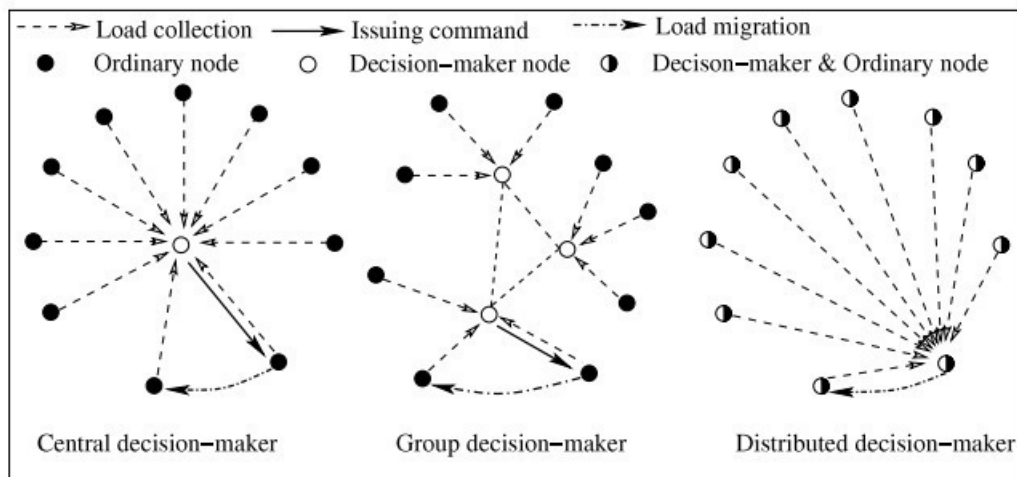 Load collection Issuing command Load migration
Ordinary node Decision−maker node Decison−maker & Ordinary node
Central decision−maker Group decision−maker Distributed decision−maker